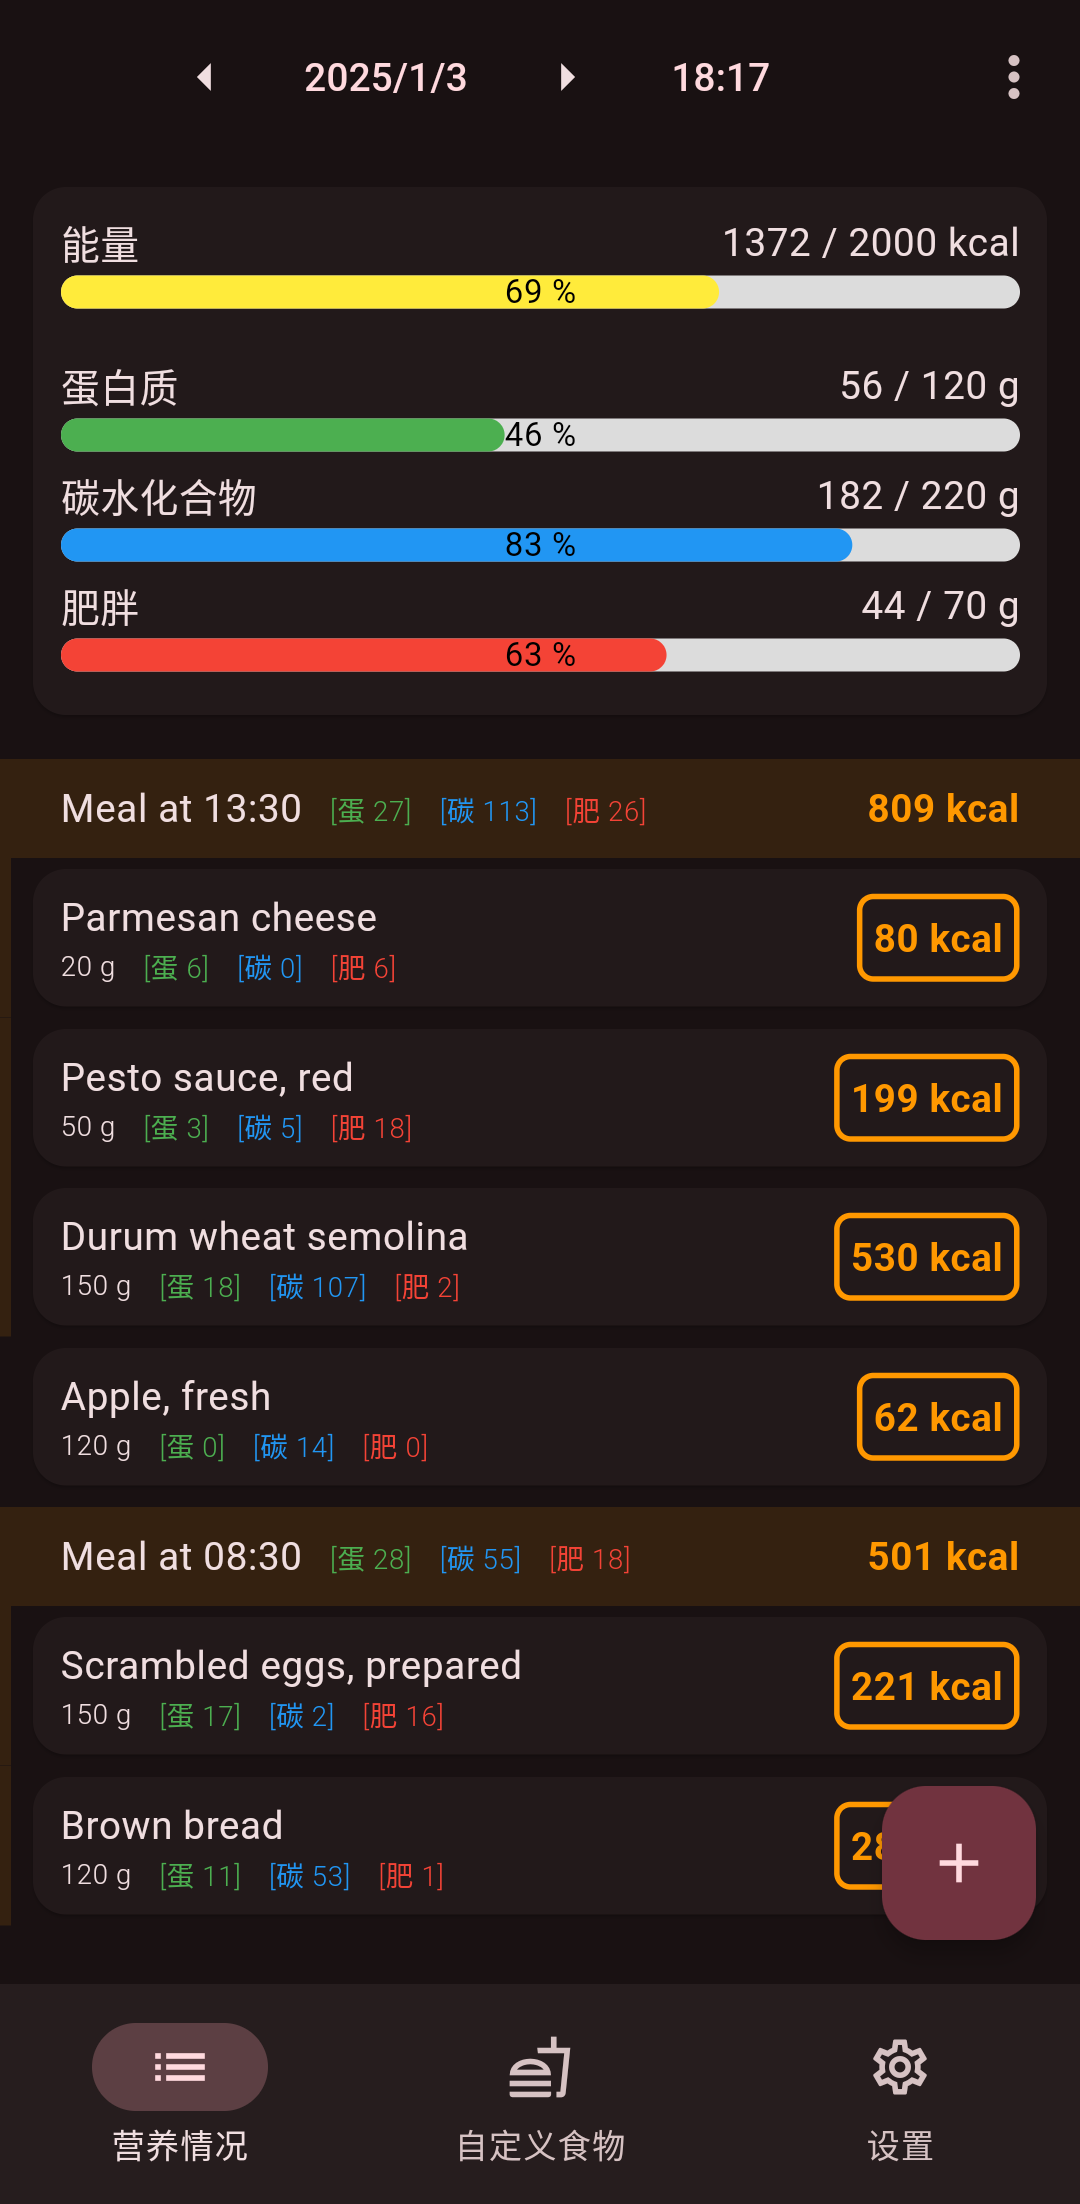 2025/1/3 18:17
能量 1372 / 2000 kcal
69 %
蛋白质 56 / 120 g
46 %
碳水化合物 182 / 220 g
83 %
肥胖 44 / 70 g
63 %
Meal at 13:30 [蛋 27] [碳 113] [肥 26] 809 kcal
Parmesan cheese 80 kcal
20 g [蛋 6] [碳 0] [肥 6]
Pesto sauce, red 199 kcal
50 g [蛋 3] [碳 5] [肥 18]
Durum wheat semolina 530 kcal
150 g [蛋 18] [碳 107] [肥 2]
Apple, fresh 62 kcal
120 g [蛋 0] [碳 14] [肥 0]
Meal at 08:30 [蛋 28] [碳 55] [肥 18] 501 kcal
Scrambled eggs, prepared 221 kcal
150 g [蛋 17] [碳 2] [肥 16]
Brown bread
120 g [蛋 11] [碳 53] [肥 1]
营养情况 自定义食物 设置